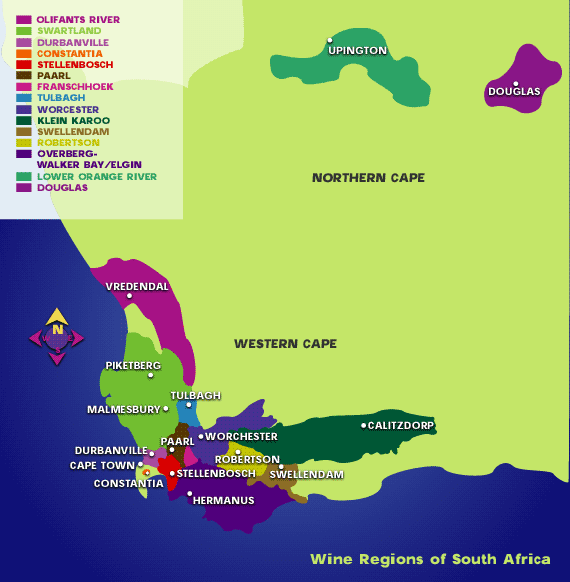 OLIFANTS RIVER
SWARTLAND
DURBANVILLE
CONSTANTIA
STELLENBOSCH
PAARL
FRANSCHHOEK
TULBAGH
WORCESTER
KLEIN KAROO
SWELLENDAM
ROBERTSON
OVERBERG-
WALKER BAY/ELGIN
LOWER ORANGE RIVER
DOUGLAS
UPINGTON
DOUGLAS
NORTHERN CAPE
VREDENDAL
N
WESTERN CAPE
PIKETBERG
TULBAGH
MALMESBURY
CALITZDORP
WORCHESTER
PAARL
DURBANVILLE
ROBERTSON
CAPE TOWN
STELLENBOSCH
SWELLENDAM
CONSTANTIA
HERMANUS
Wine Regions of South Africa